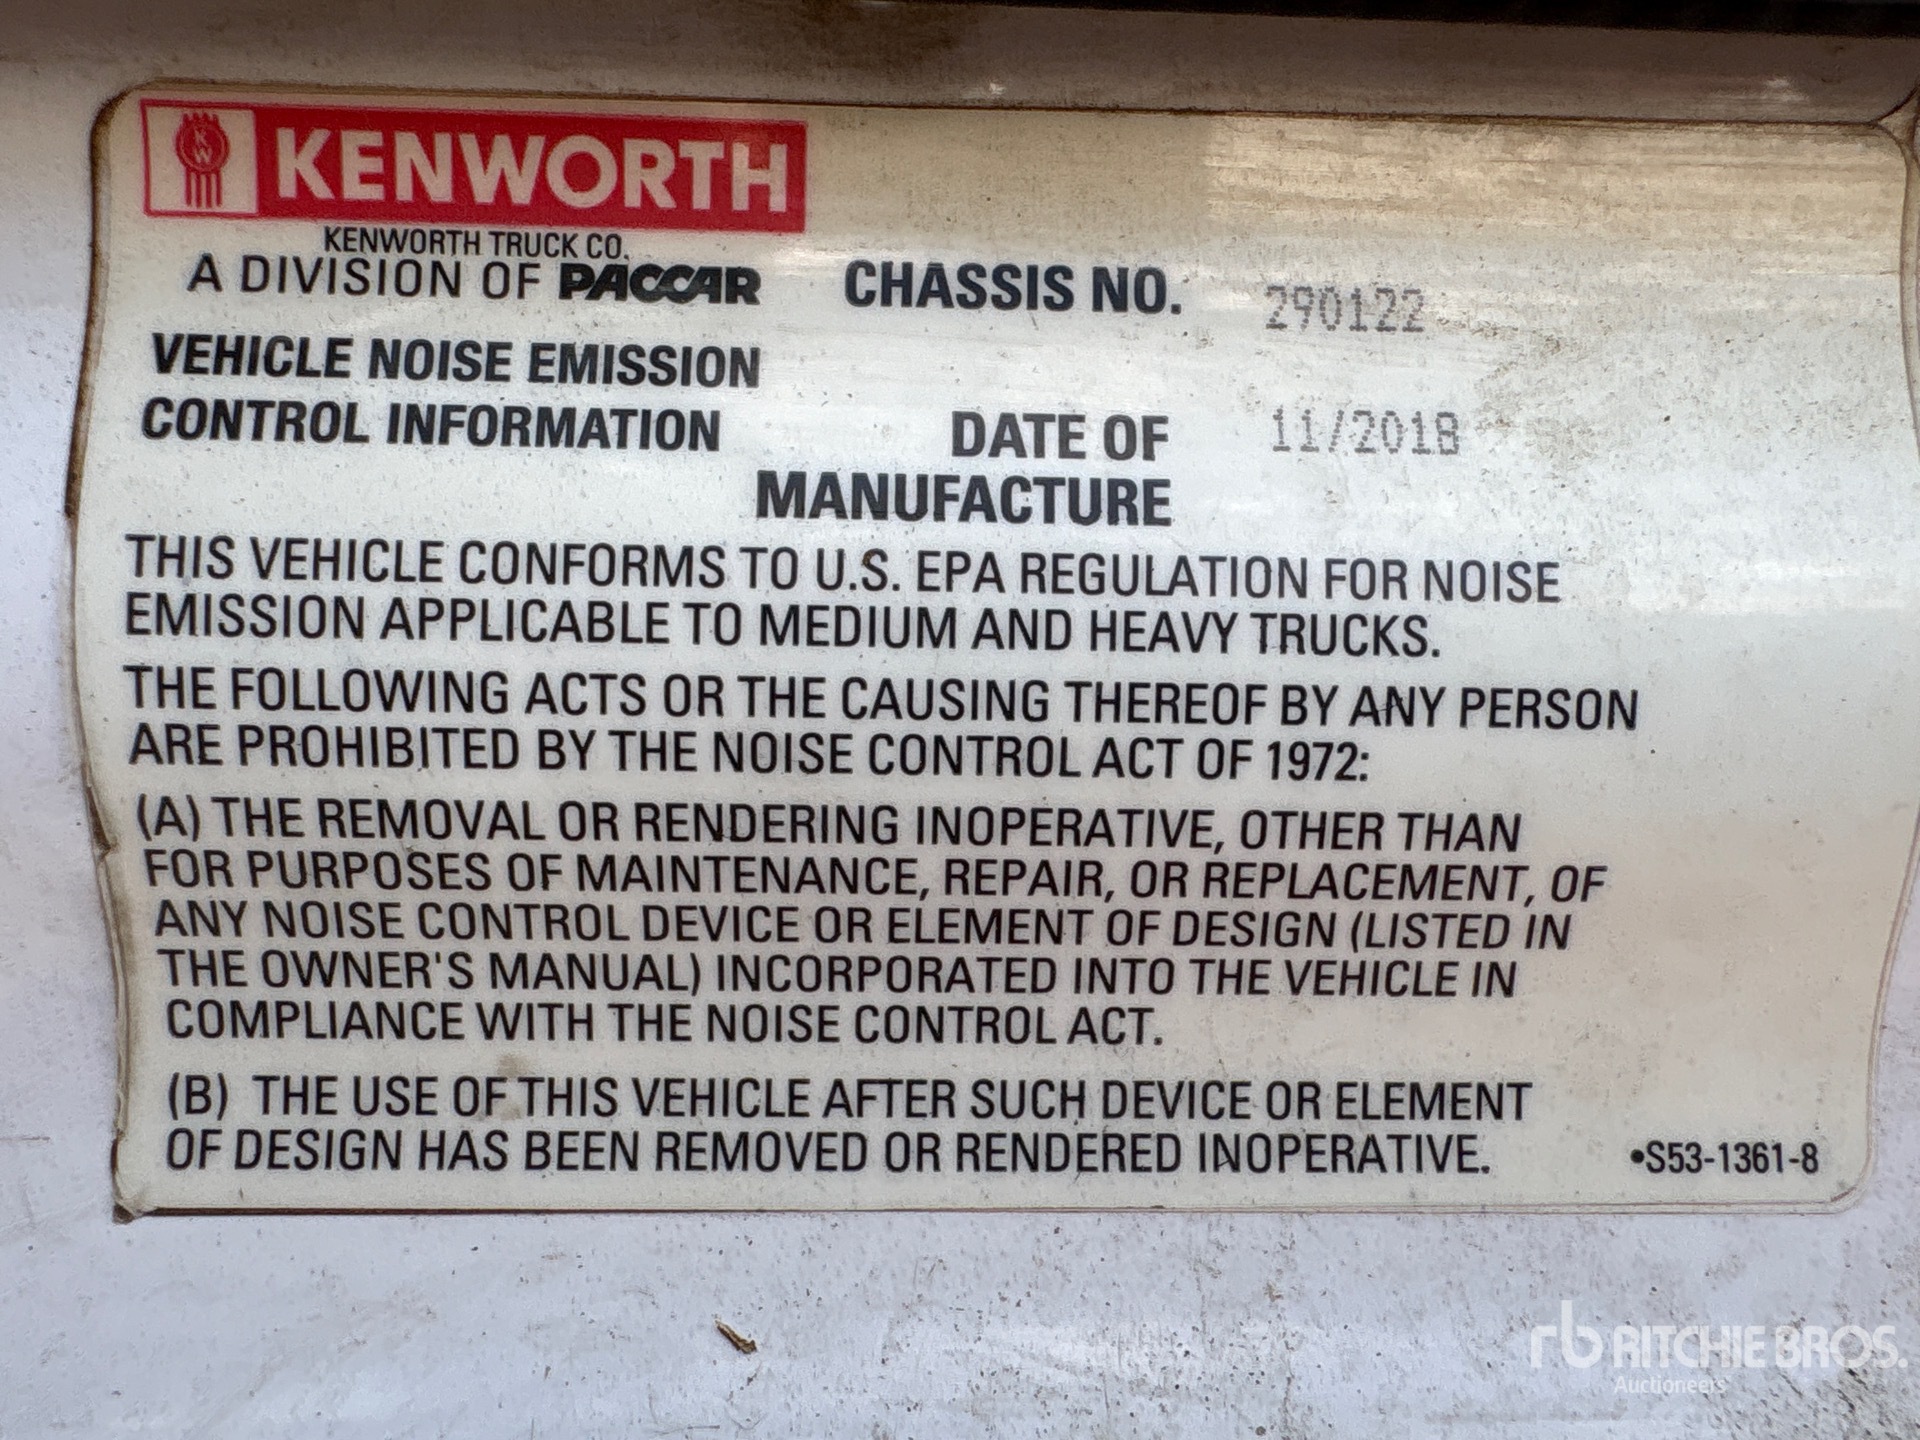 KW
KENWORTH
KENWORTH TRUCK CO.
A DIVISION OF PACCAR
CHASSIS NO. 290122
VEHICLE NOISE EMISSION
CONTROL INFORMATION
DATE OF 11/2018
MANUFACTURE
THIS VEHICLE CONFORMS TO U.S. EPA REGULATION FOR NOISE
EMISSION APPLICABLE TO MEDIUM AND HEAVY TRUCKS.
THE FOLLOWING ACTS OR THE CAUSING THEREOF BY ANY PERSON
ARE PROHIBITED BY THE NOISE CONTROL ACT OF 1972:
(A) THE REMOVAL OR RENDERING INOPERATIVE, OTHER THAN
FOR PURPOSES OF MAINTENANCE, REPAIR, OR REPLACEMENT, OF
ANY NOISE CONTROL DEVICE OR ELEMENT OF DESIGN (LISTED IN
THE OWNER'S MANUAL) INCORPORATED INTO THE VEHICLE IN
COMPLIANCE WITH THE NOISE CONTROL ACT.
(B) THE USE OF THIS VEHICLE AFTER SUCH DEVICE OR ELEMENT
OF DESIGN HAS BEEN REMOVED OR RENDERED INOPERATIVE.
•S53-1361-8
rb RITCHIE BROS.
Auctioneers